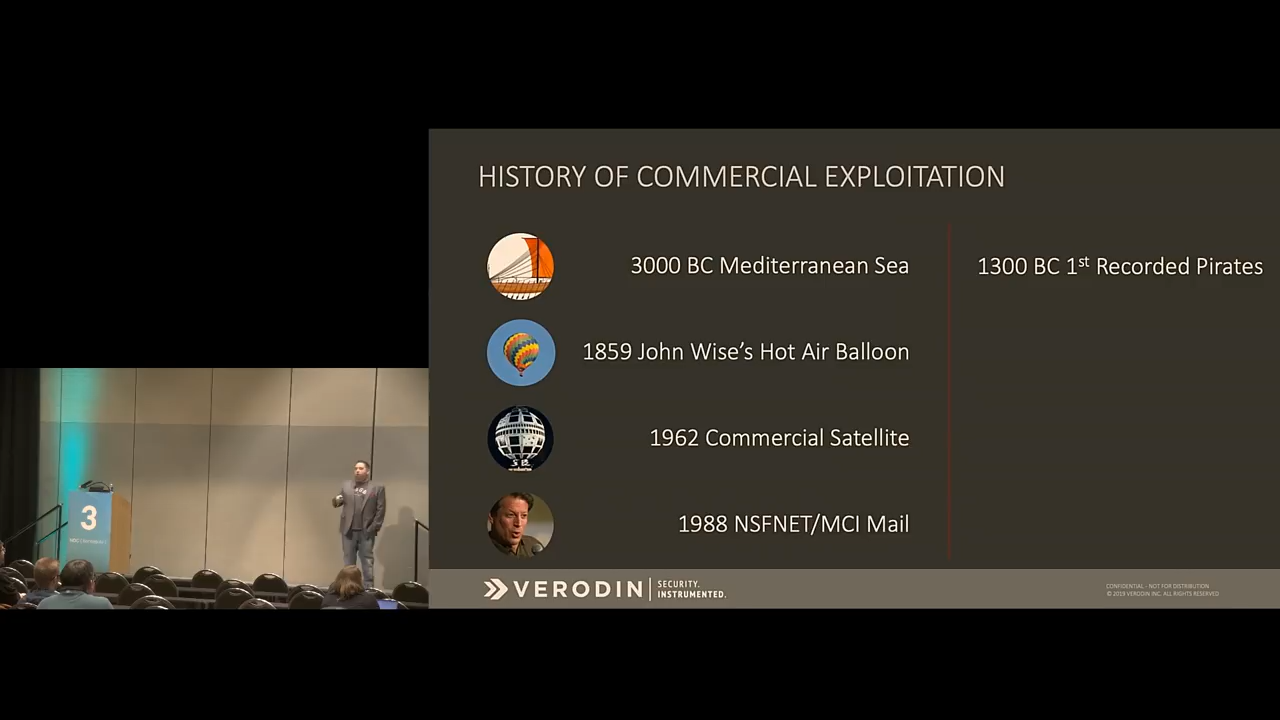 HISTORY OF COMMERCIAL EXPLOITATION
3000 BC Mediterranean Sea
1300 BC 1st Recorded Pirates
1859 John Wise’s Hot Air Balloon
1962 Commercial Satellite
1988 NSFNET/MCI Mail
VERODIN
SECURITY.
INSTRUMENTED.
CONFIDENTIAL - NOT FOR DISTRIBUTION
© 2019 VERODIN INC. ALL RIGHTS RESERVED
3